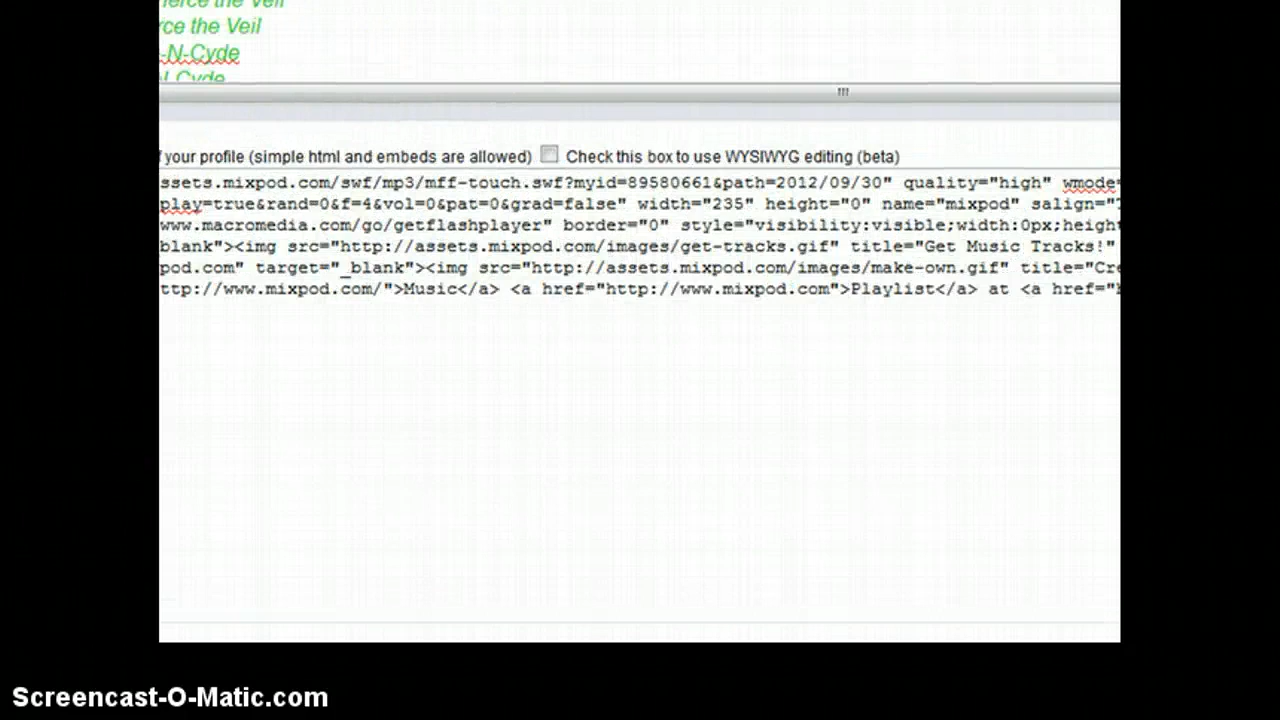 ierce the Veil
rce the Veil
-N-Cyde
l Cyde
f your profile (simple html and embeds are allowed) Check this box to use WYSIWYG editing (beta)
ssets.mixpod.com/swf/mp3/mff-touch.swf?myid=89580661&path=2012/09/30" quality="high" wmode=
play=true&rand=0&f=4&vol=0&pat=0&grad=false" width="235" height="0" name="mixpod" salign="T
www.macromedia.com/go/getflashplayer" border="0" style="visibility:visible;width:0px;height
blank"><img src="http://assets.mixpod.com/images/get-tracks.gif" title="Get Music Tracks!"
pod.com" target="_blank"><img src="http://assets.mixpod.com/images/make-own.gif" title="Cre
ttp://www.mixpod.com/">Music</a> <a href="http://www.mixpod.com">Playlist</a> at <a href="h
Screencast-O-Matic.com